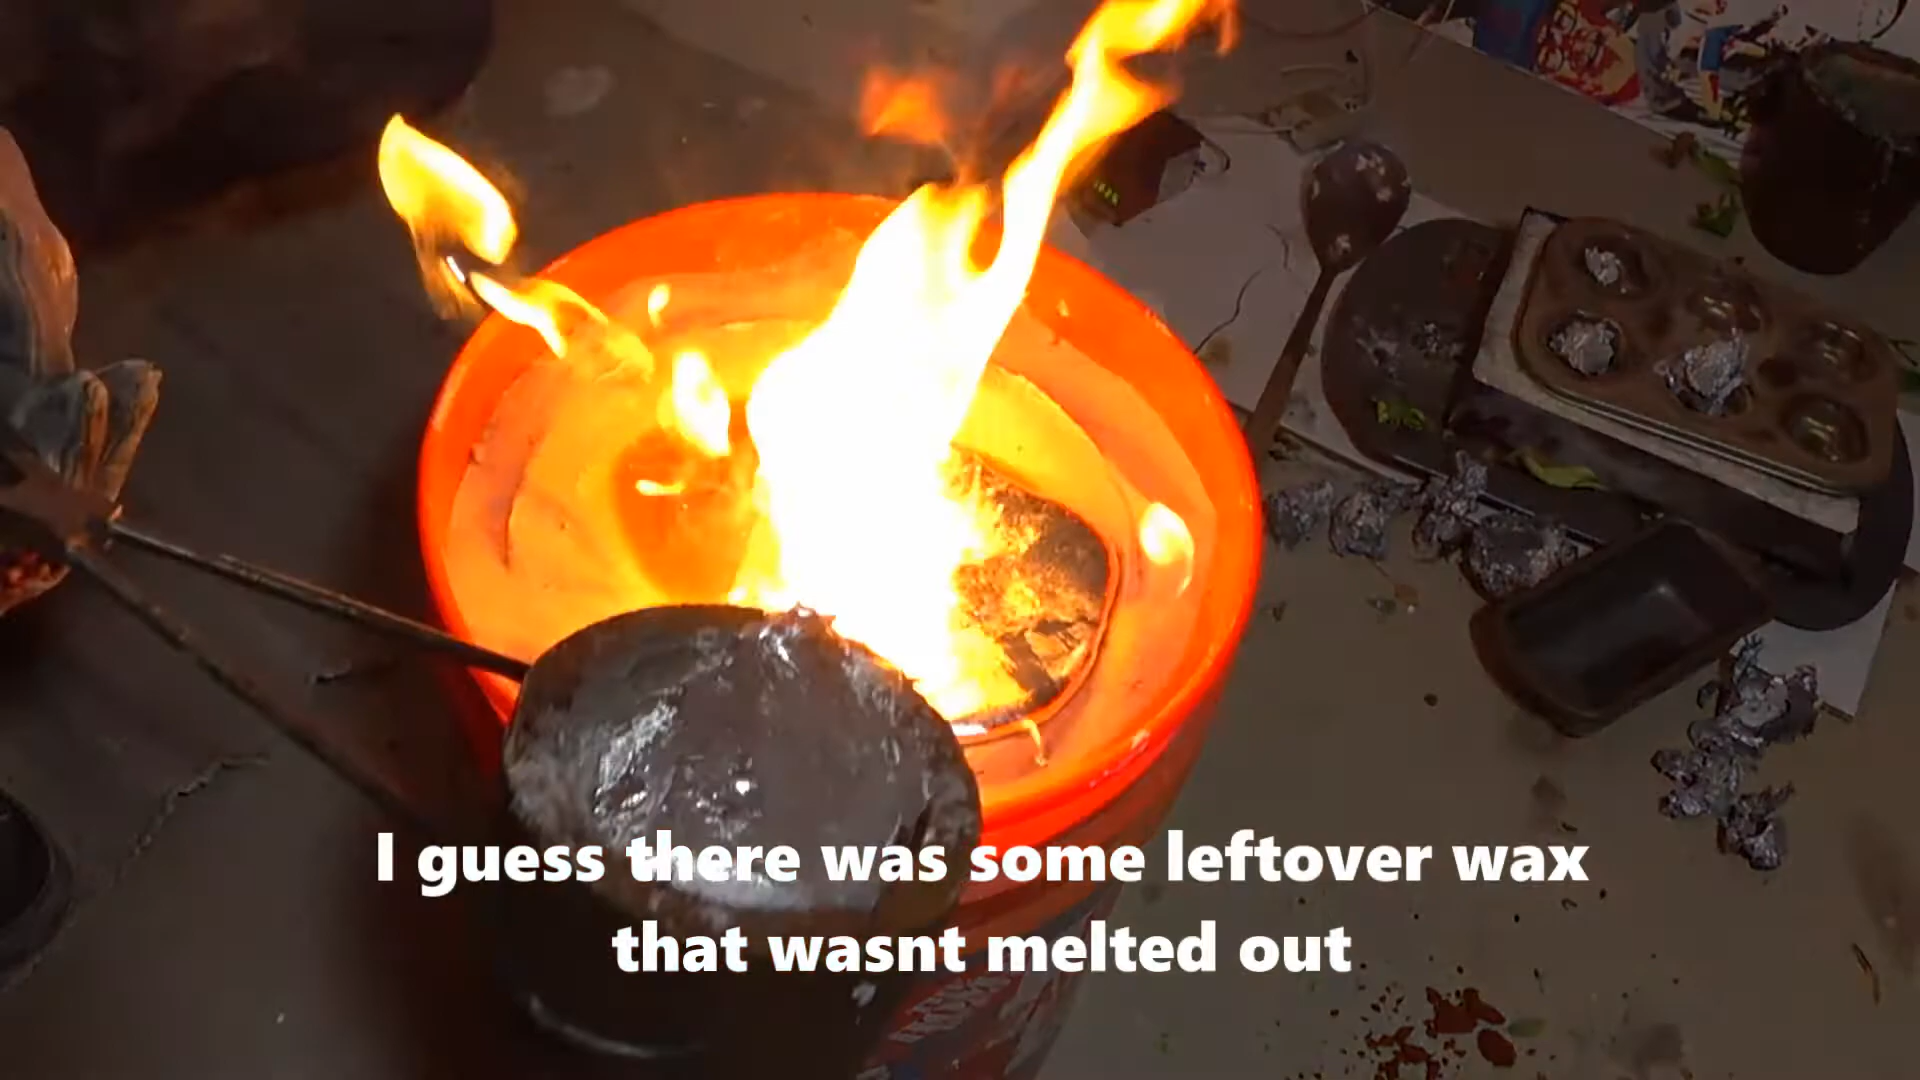 I guess there was some leftover wax
that wasnt melted out